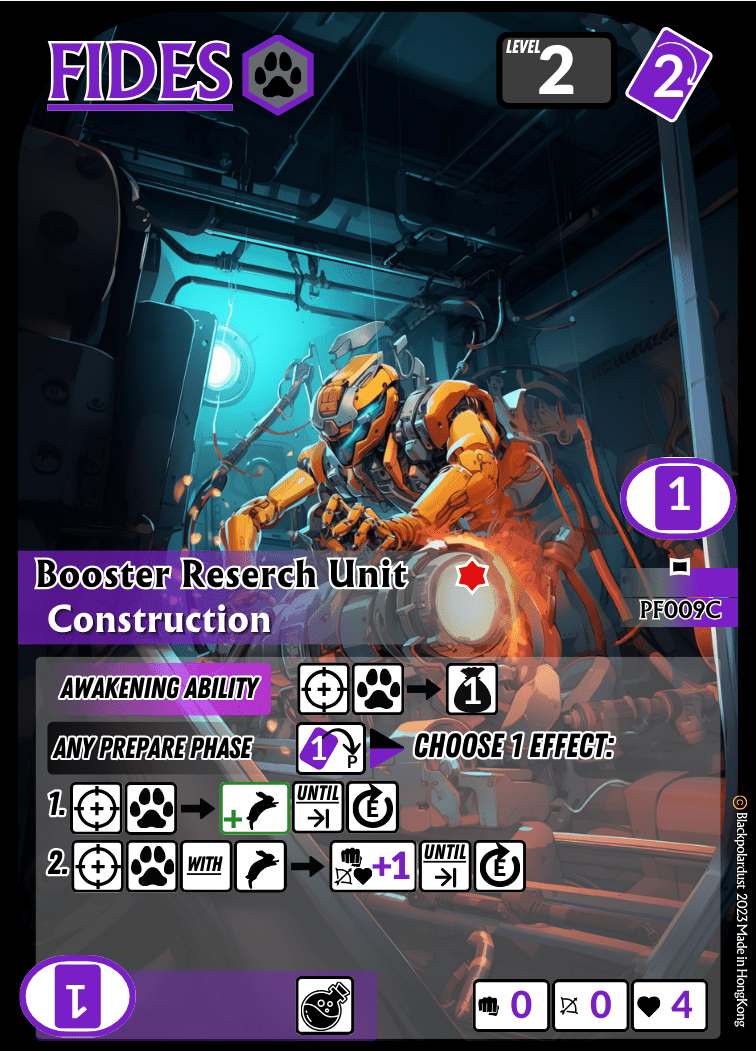 FIDES
LEVEL 2
2
1
Booster Reserch Unit
Construction
PF009C
AWAKENING ABILITY 1
ANY PREPARE PHASE 1 P CHOOSE 1 EFFECT:
1. + UNTIL E
2. WITH +1 UNTIL E
1
0 0 4
© Blackpolardust 2023 Made in HongKong